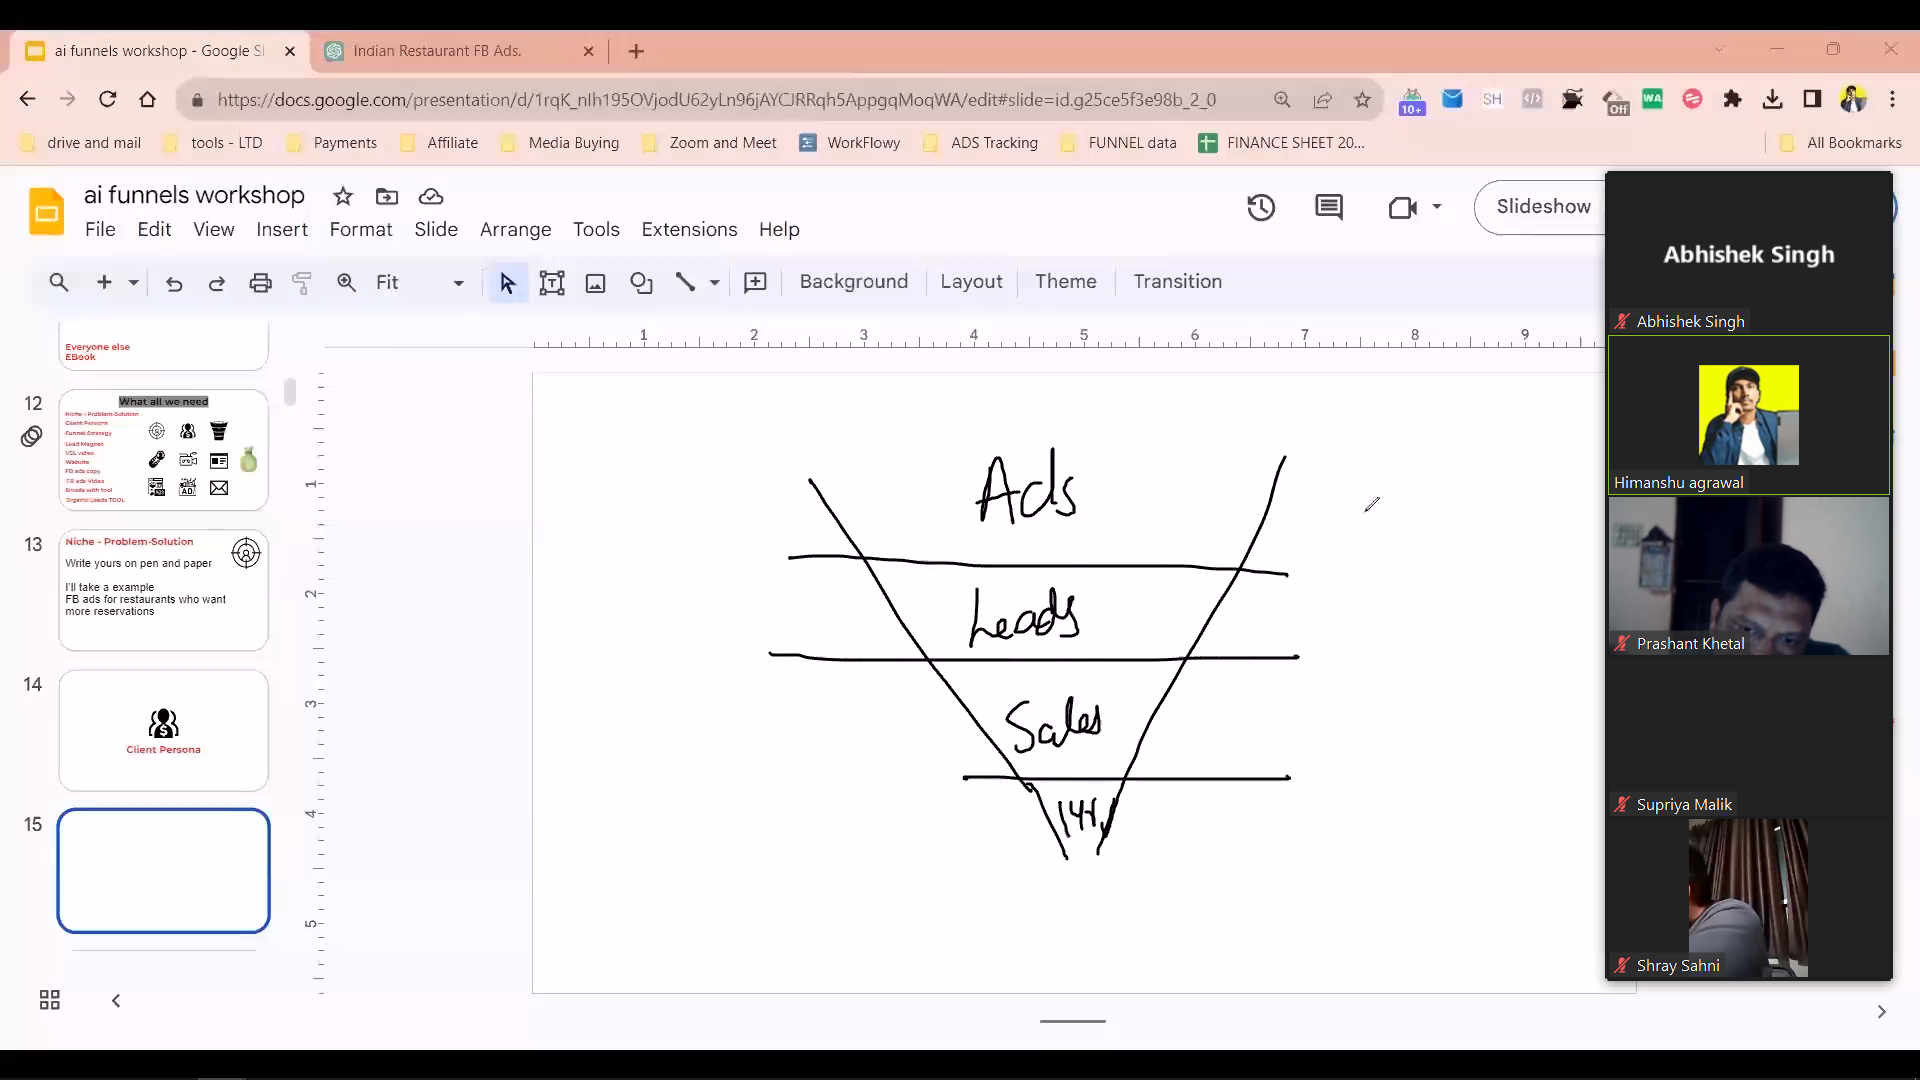 ai funnels workshop - Google Sl
Indian Restaurant FB Ads.
https://docs.google.com/presentation/d/1rqK_nIh195OVjodU62yLn96jAYCJRRqh5AppgqMoqWA/edit#slide=id.g25ce5f3e98b_2_0
10+
SH
Off
WA
drive and mail
tools - LTD
Payments
Affiliate
Media Buying
Zoom and Meet
WorkFlowy
ADS Tracking
FUNNEL data
FINANCE SHEET 20...
All Bookmarks
ai funnels workshop
Slideshow
File Edit View Insert Format Slide Arrange Tools Extensions Help
Fit
Background
Layout
Theme
Transition
1 2 3 4 5 6 7 8 9
1
2
3
4
5
Everyone else
EBook
12
What all we need
Niche - Problem-Solution
Client Persona
Funnel Strategy
Lead Magnet
VSL video
Website
FB ads copy
FB ads Video
Emails with tool
Organic Leads TOOL
AD
13
Niche - Problem-Solution
Write yours on pen and paper
I'll take a example
FB ads for restaurants who want
more reservations
14
Client Persona
15
Ads
Leads
Sales
Abhishek Singh
Abhishek Singh
Himanshu agrawal
Prashant Khetal
Supriya Malik
Shray Sahni